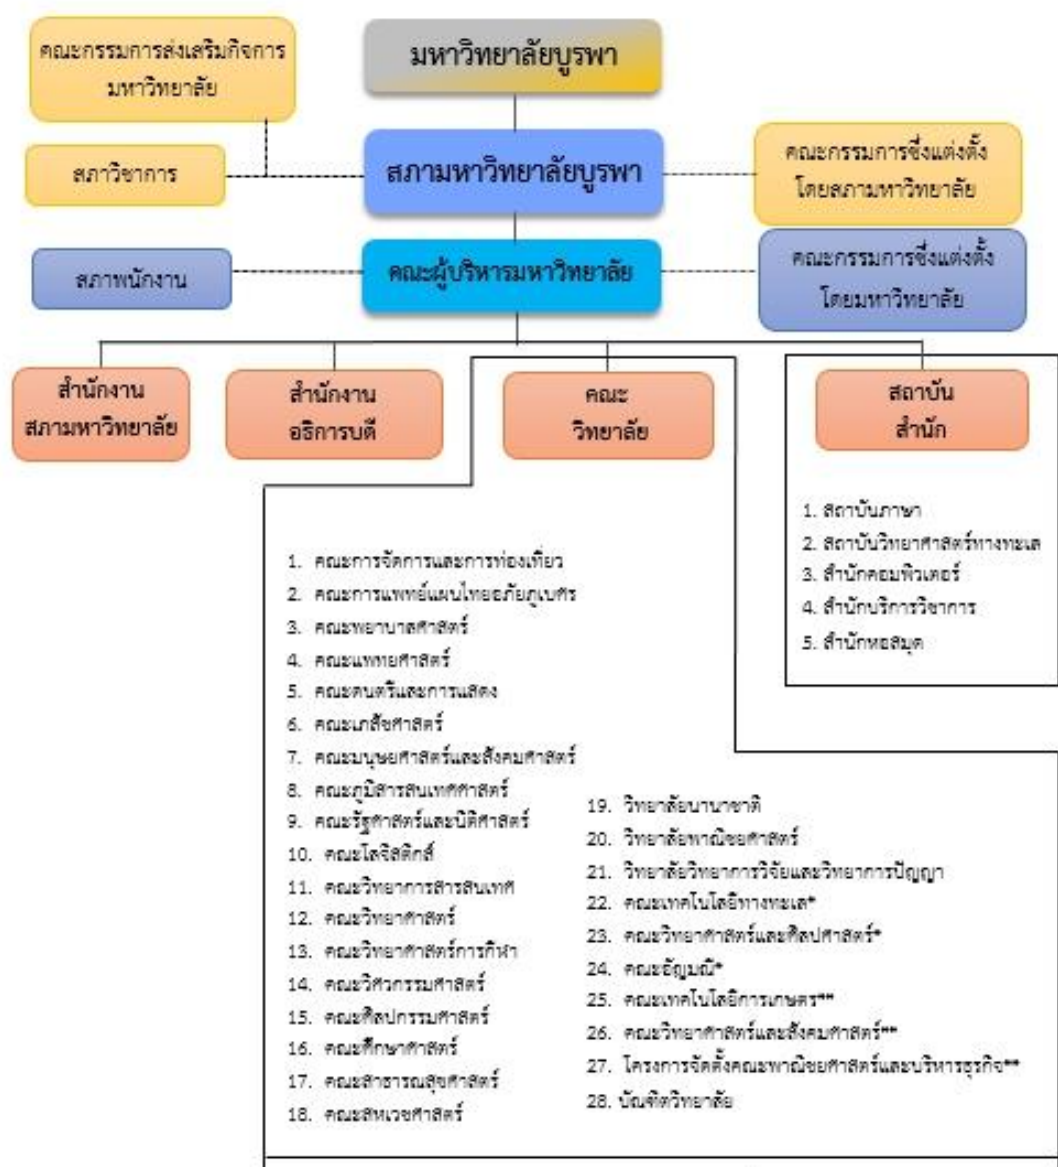 คณะกรรมการส่งเสริมกิจการ
มหาวิทยาลัย
มหาวิทยาลัยบูรพา
สภาวิชาการ
สภามหาวิทยาลัยบูรพา
คณะกรรมการซึ่งแต่งตั้ง
โดยสภามหาวิทยาลัย
สภาพนักงาน
คณะผู้บริหารมหาวิทยาลัย
คณะกรรมการซึ่งแต่งตั้ง
โดยมหาวิทยาลัย
สำนักงาน
สภามหาวิทยาลัย
สำนักงาน
อธิการบดี
คณะ
วิทยาลัย
สถาบัน
สำนัก
1. สถาบันภาษา
2. สถาบันวิทยาศาสตร์ทางทะเล
3. สำนักคอมพิวเตอร์
4. สำนักบริการวิชาการ
5. สำนักหอสมุด
1. คณะการจัดการและการท่องเที่ยว
2. คณะการแพทย์แผนไทยอภัยภูเบศร
3. คณะพยาบาลศาสตร์
4. คณะแพทยศาสตร์
5. คณะดนตรีและการแสดง
6. คณะเภสัชศาสตร์
7. คณะมนุษยศาสตร์และสังคมศาสตร์
8. คณะภูมิสารสนเทศศาสตร์
9. คณะรัฐศาสตร์และนิติศาสตร์
10. คณะโลจิสติกส์
11. คณะวิทยาการสารสนเทศ
12. คณะวิทยาศาสตร์
13. คณะวิทยาศาสตร์การกีฬา
14. คณะวิศวกรรมศาสตร์
15. คณะศิลปกรรมศาสตร์
16. คณะศึกษาศาสตร์
17. คณะสาธารณสุขศาสตร์
18. คณะสหเวชศาสตร์
19. วิทยาลัยนานาชาติ
20. วิทยาลัยพาณิชยศาสตร์
21. วิทยาลัยวิทยาการวิจัยและวิทยาการปัญญา
22. คณะเทคโนโลยีทางทะเล*
23. คณะวิทยาศาสตร์และศิลปศาสตร์*
24. คณะอัญมณี*
25. คณะเทคโนโลยีการเกษตร**
26. คณะวิทยาศาสตร์และสังคมศาสตร์**
27. โครงการจัดตั้งคณะพาณิชยศาสตร์และบริหารธุรกิจ**
28. บัณฑิตวิทยาลัย